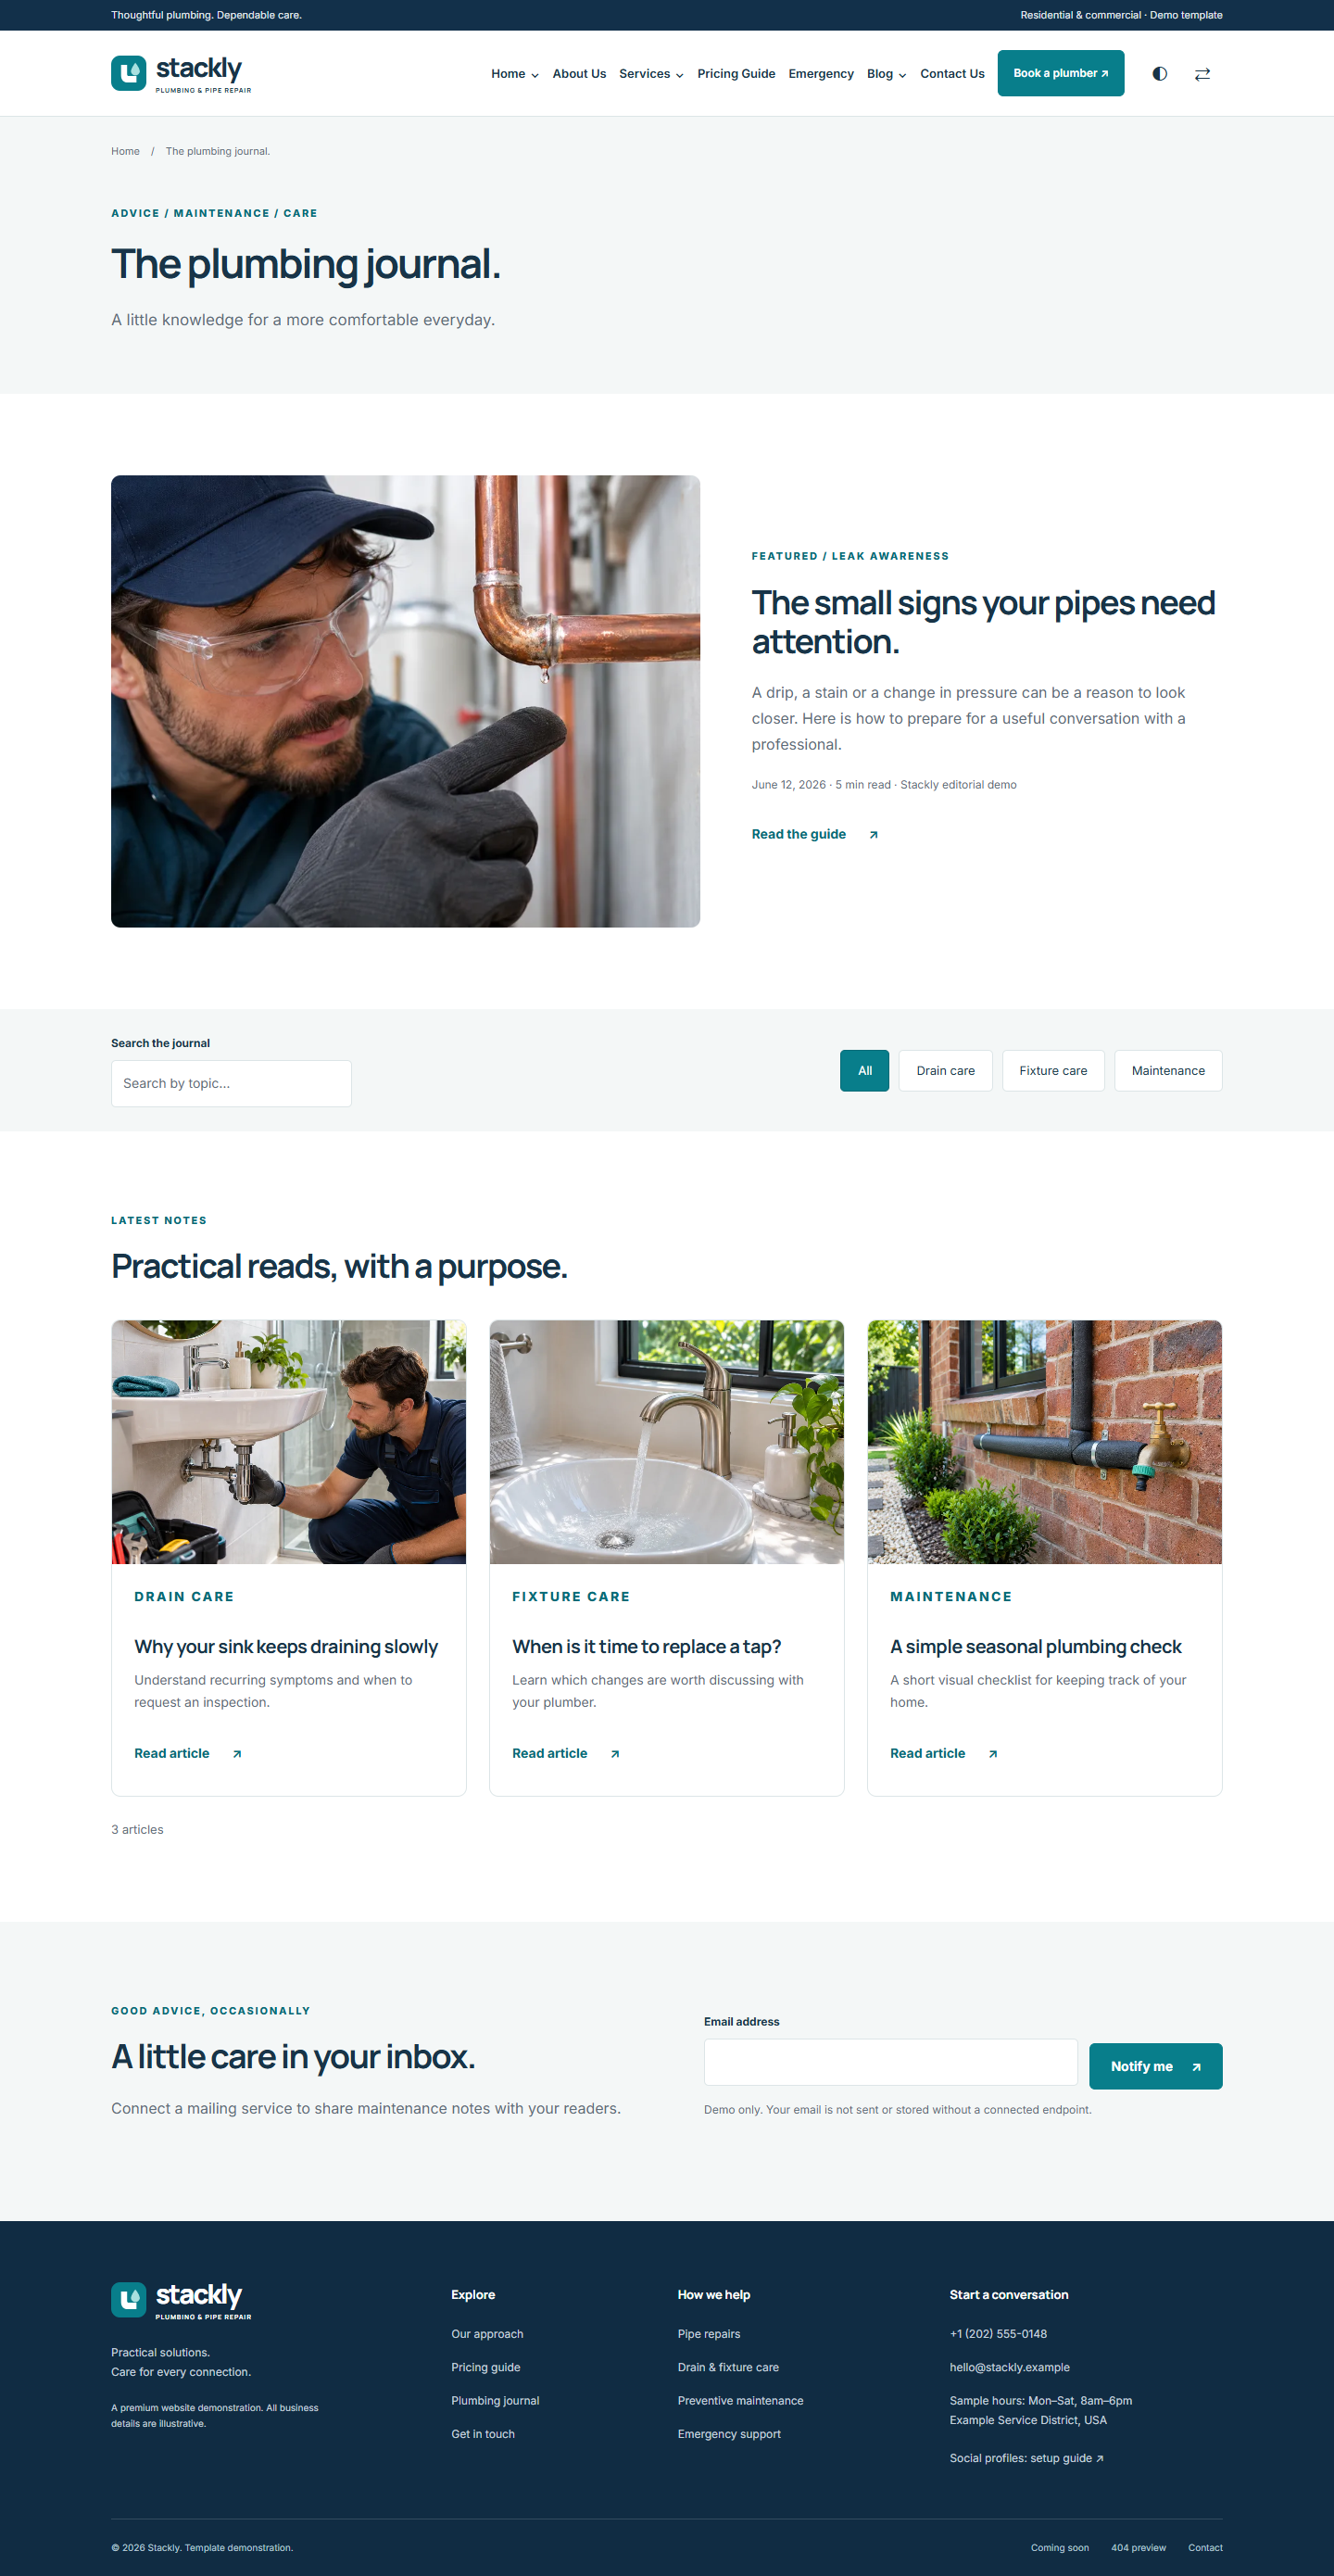 Thoughtful plumbing. Dependable care.
Residential & commercial · Demo template
stackly
PLUMBING & PIPE REPAIR
Home
About Us
Services
Pricing Guide
Emergency
Blog
Contact Us
Book a plumber ↗
Home / The plumbing journal.
ADVICE / MAINTENANCE / CARE
The plumbing journal.
A little knowledge for a more comfortable everyday.
FEATURED / LEAK AWARENESS
The small signs your pipes need
attention.
A drip, a stain or a change in pressure can be a reason to look
closer. Here is how to prepare for a useful conversation with a
professional.
June 12, 2026 · 5 min read · Stackly editorial demo
Read the guide ↗
Search the journal
Search by topic...
All
Drain care
Fixture care
Maintenance
LATEST NOTES
Practical reads, with a purpose.
DRAIN CARE
Why your sink keeps draining slowly
Understand recurring symptoms and when to
request an inspection.
Read article ↗
FIXTURE CARE
When is it time to replace a tap?
Learn which changes are worth discussing with
your plumber.
Read article ↗
MAINTENANCE
A simple seasonal plumbing check
A short visual checklist for keeping track of your
home.
Read article ↗
3 articles
GOOD ADVICE, OCCASIONALLY
A little care in your inbox.
Connect a mailing service to share maintenance notes with your readers.
Email address
Notify me ↗
Demo only. Your email is not sent or stored without a connected endpoint.
stackly
PLUMBING & PIPE REPAIR
Practical solutions.
Care for every connection.
A premium website demonstration. All business
details are illustrative.
Explore
Our approach
Pricing guide
Plumbing journal
Get in touch
How we help
Pipe repairs
Drain & fixture care
Preventive maintenance
Emergency support
Start a conversation
+1 (202) 555-0148
hello@stackly.example
Sample hours: Mon–Sat, 8am–6pm
Example Service District, USA
Social profiles: setup guide ↗
© 2026 Stackly. Template demonstration.
Coming soon
404 preview
Contact